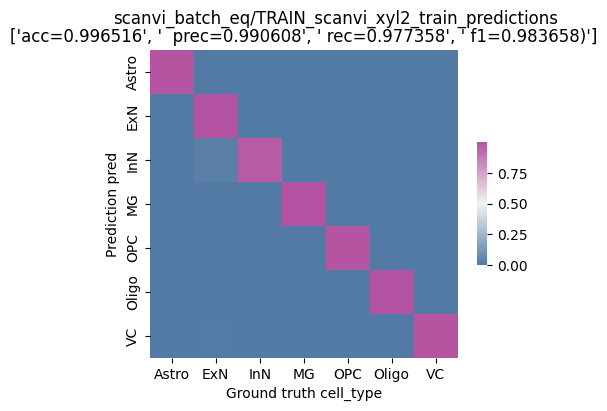 scanvi_batch_eq/TRAIN_scanvi_xyl2_train_predictions
['acc=0.996516', '  prec=0.990608', ' rec=0.977358', ' f1=0.983658)']
Astro
ExN
InN
MG
OPC
Oligo
VC
Prediction pred
0.75
0.50
0.25
0.00
Astro ExN InN MG OPC Oligo VC
Ground truth cell_type